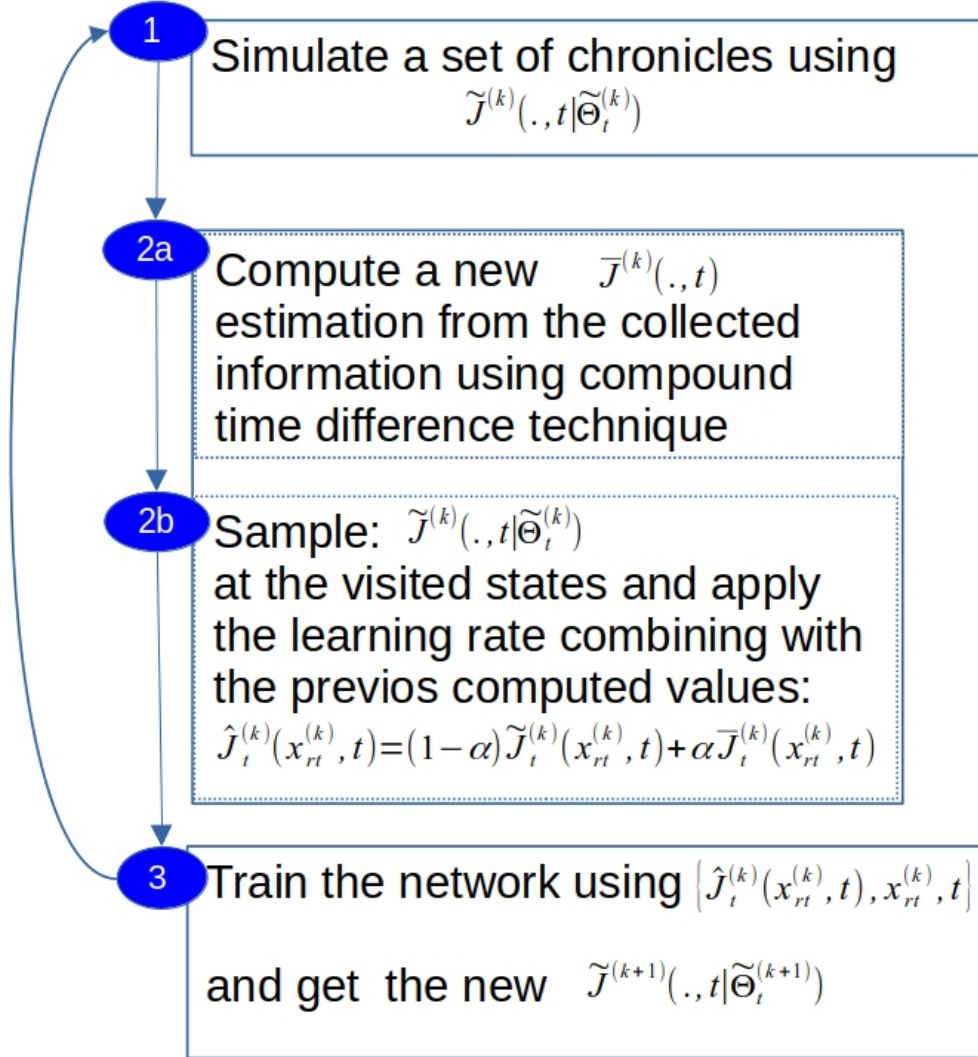 1
Simulate a set of chronicles using
J̃^(k)(.,t|Θ̃_t^(k))
2a
Compute a new J̅^(k)(.,t)
estimation from the collected
information using compound
time difference technique
2b
Sample: J̃^(k)(.,t|Θ̃_t^(k))
at the visited states and apply
the learning rate combining with
the previos computed values:
Ĵ_t^(k)(x_rt^(k),t)=(1−α)J̃_t^(k)(x_rt^(k),t)+αJ̅_t^(k)(x_rt^(k),t)
3
Train the network using {Ĵ_t^(k)(x_rt^(k),t),x_rt^(k),t}
and get the new J̃^(k+1)(.,t|Θ̃_t^(k+1))